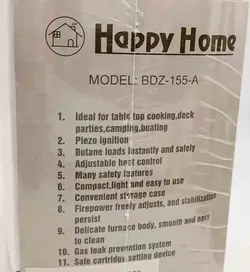 Happy Home
MODEL: BDZ-155-A
1. Ideal for table top cooking,deck
parties,camping,boating
2. Piezo ignition
3. Butane loads instantly and safely
4. Adjustable heat control
5. Many safety features
6. Compact,light and easy to use
7. Convenient storage case
8. Firepower freely adjusts, and stabilization
persist
9. Delicate furnace body, smooth and easy
to clean
10. Gas leak prevention system
11. Safe cartridge setting device